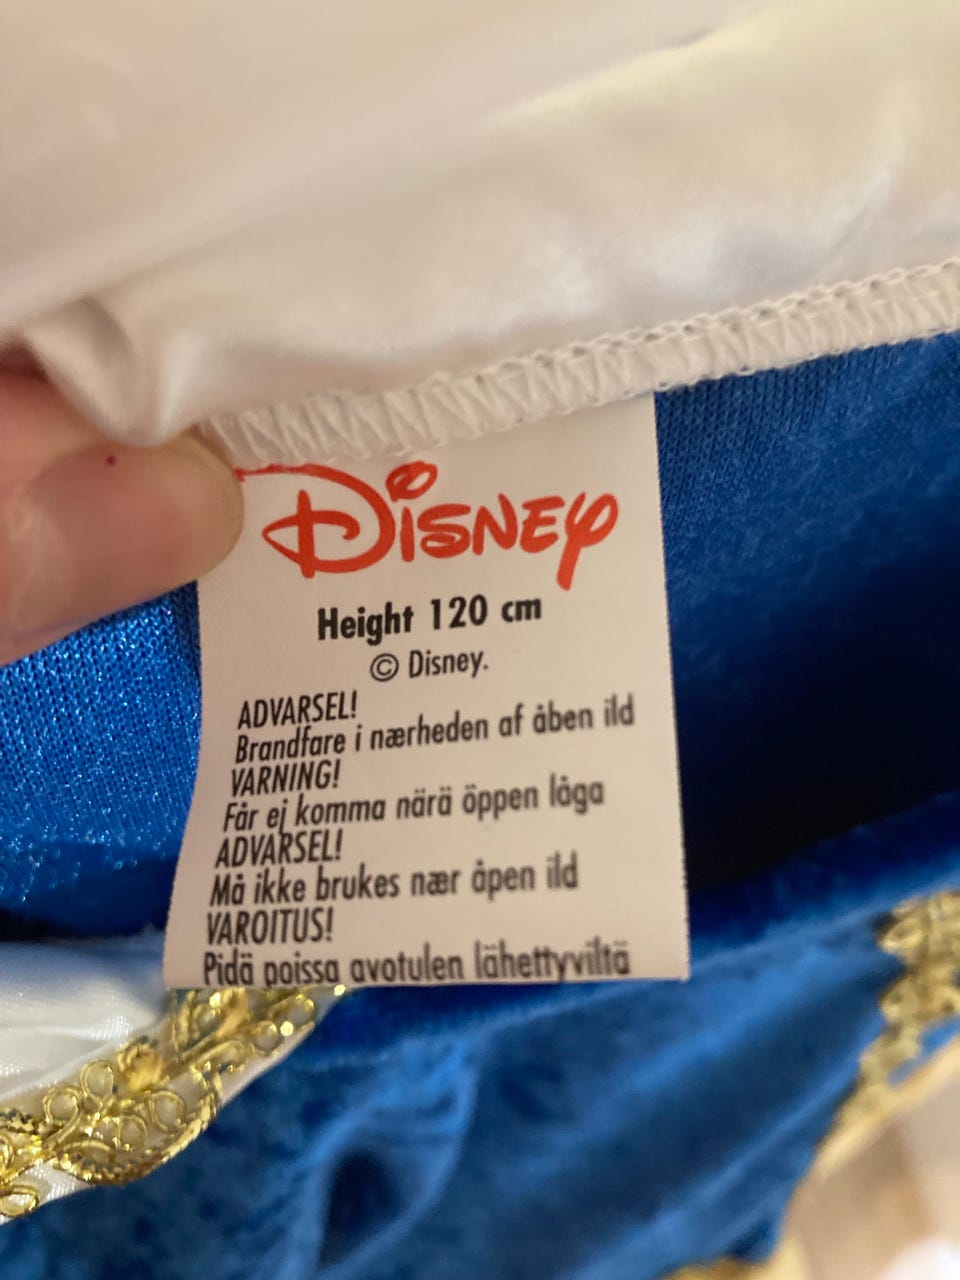 Disney
Height 120 cm
© Disney.
ADVARSEL!
Brandfare i nærheden af åben ild
VARNING!
Får ej komma närä öppen låga
ADVARSEL!
Må ikke brukes nær åpen ild
VAROITUS!
Pidä poissa avotulen lähettyviltä